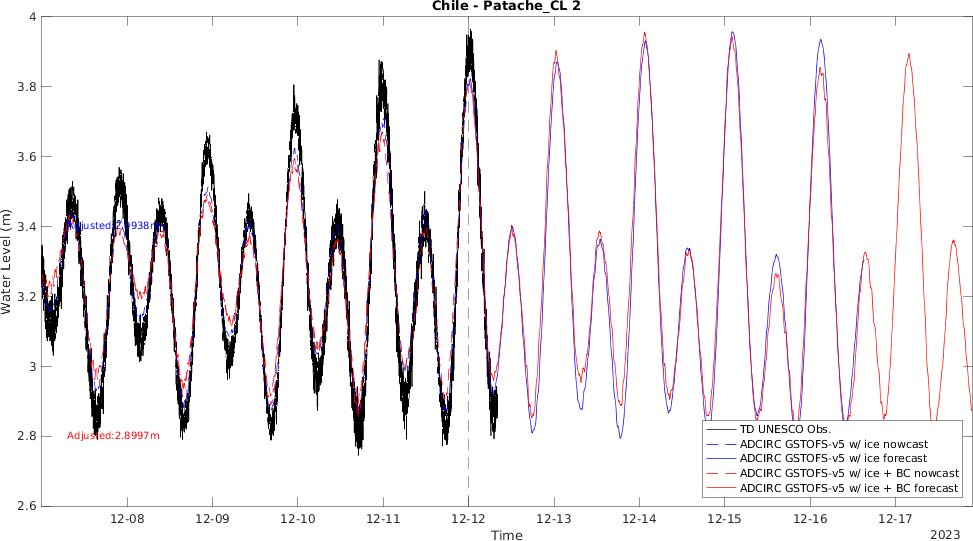 Chile - Patache_CL 2
Water Level (m)
4
3.8
3.6
3.4
3.2
3
2.8
2.6
Adjusted:2.8997m
TD UNESCO Obs.
ADCIRC GSTOFS-v5 w/ ice nowcast
ADCIRC GSTOFS-v5 w/ ice forecast
ADCIRC GSTOFS-v5 w/ ice + BC nowcast
ADCIRC GSTOFS-v5 w/ ice + BC forecast
12-08 12-09 12-10 12-11 12-12 12-13 12-14 12-15 12-16 12-17
Time
2023